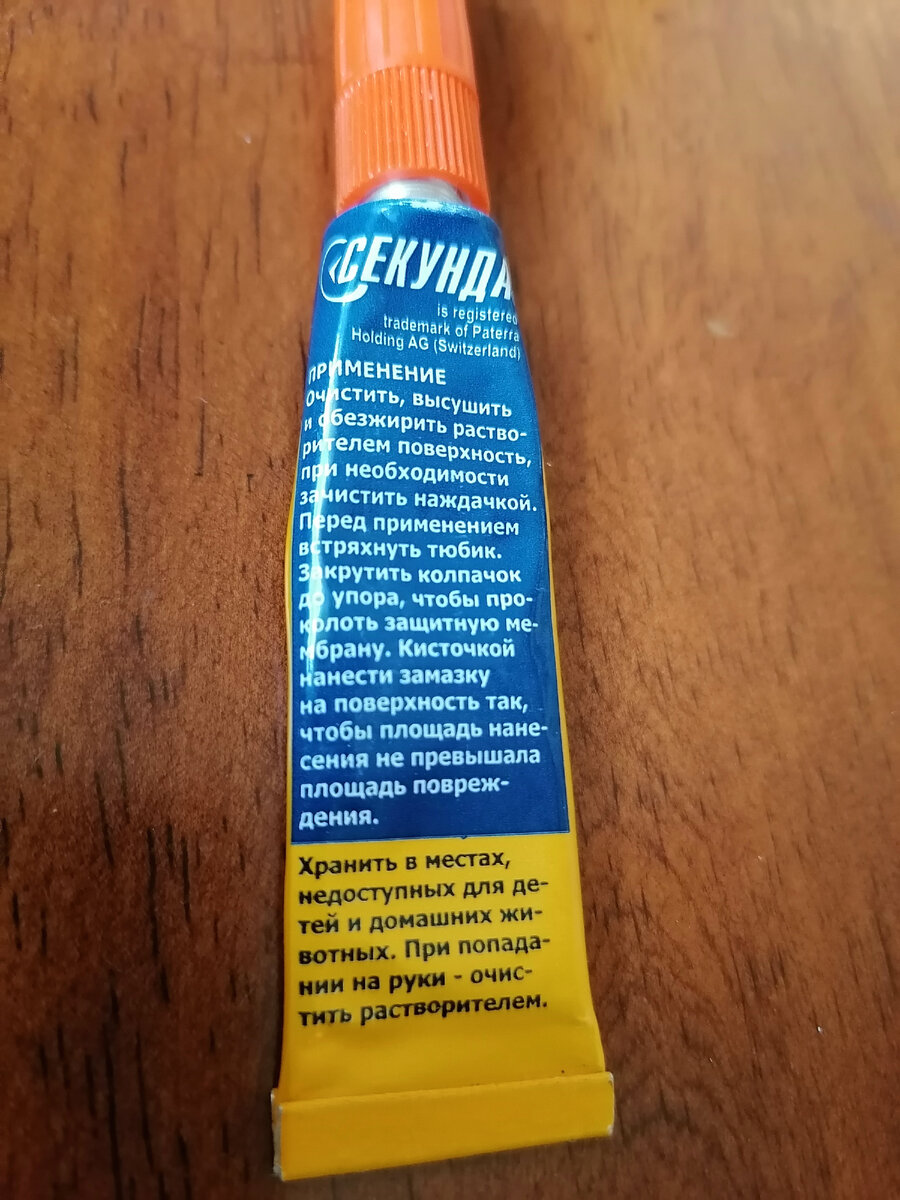 СЕКУНДА
is registered
trademark of Paterra
Holding AG (Switzerland)
ПРИМЕНЕНИЕ
Очистить, высушить
и обезжирить раство-
рителем поверхность,
при необходимости
зачистить наждачкой.
Перед применением
встряхнуть тюбик.
Закрутить колпачок
до упора, чтобы про-
колоть защитную ме-
мбрану. Кисточкой
нанести замазку
на поверхность так,
чтобы площадь нане-
сения не превышала
площадь повреж-
дения.
Хранить в местах,
недоступных для де-
тей и домашних жи-
вотных. При попада-
нии на руки - очис-
тить растворителем.